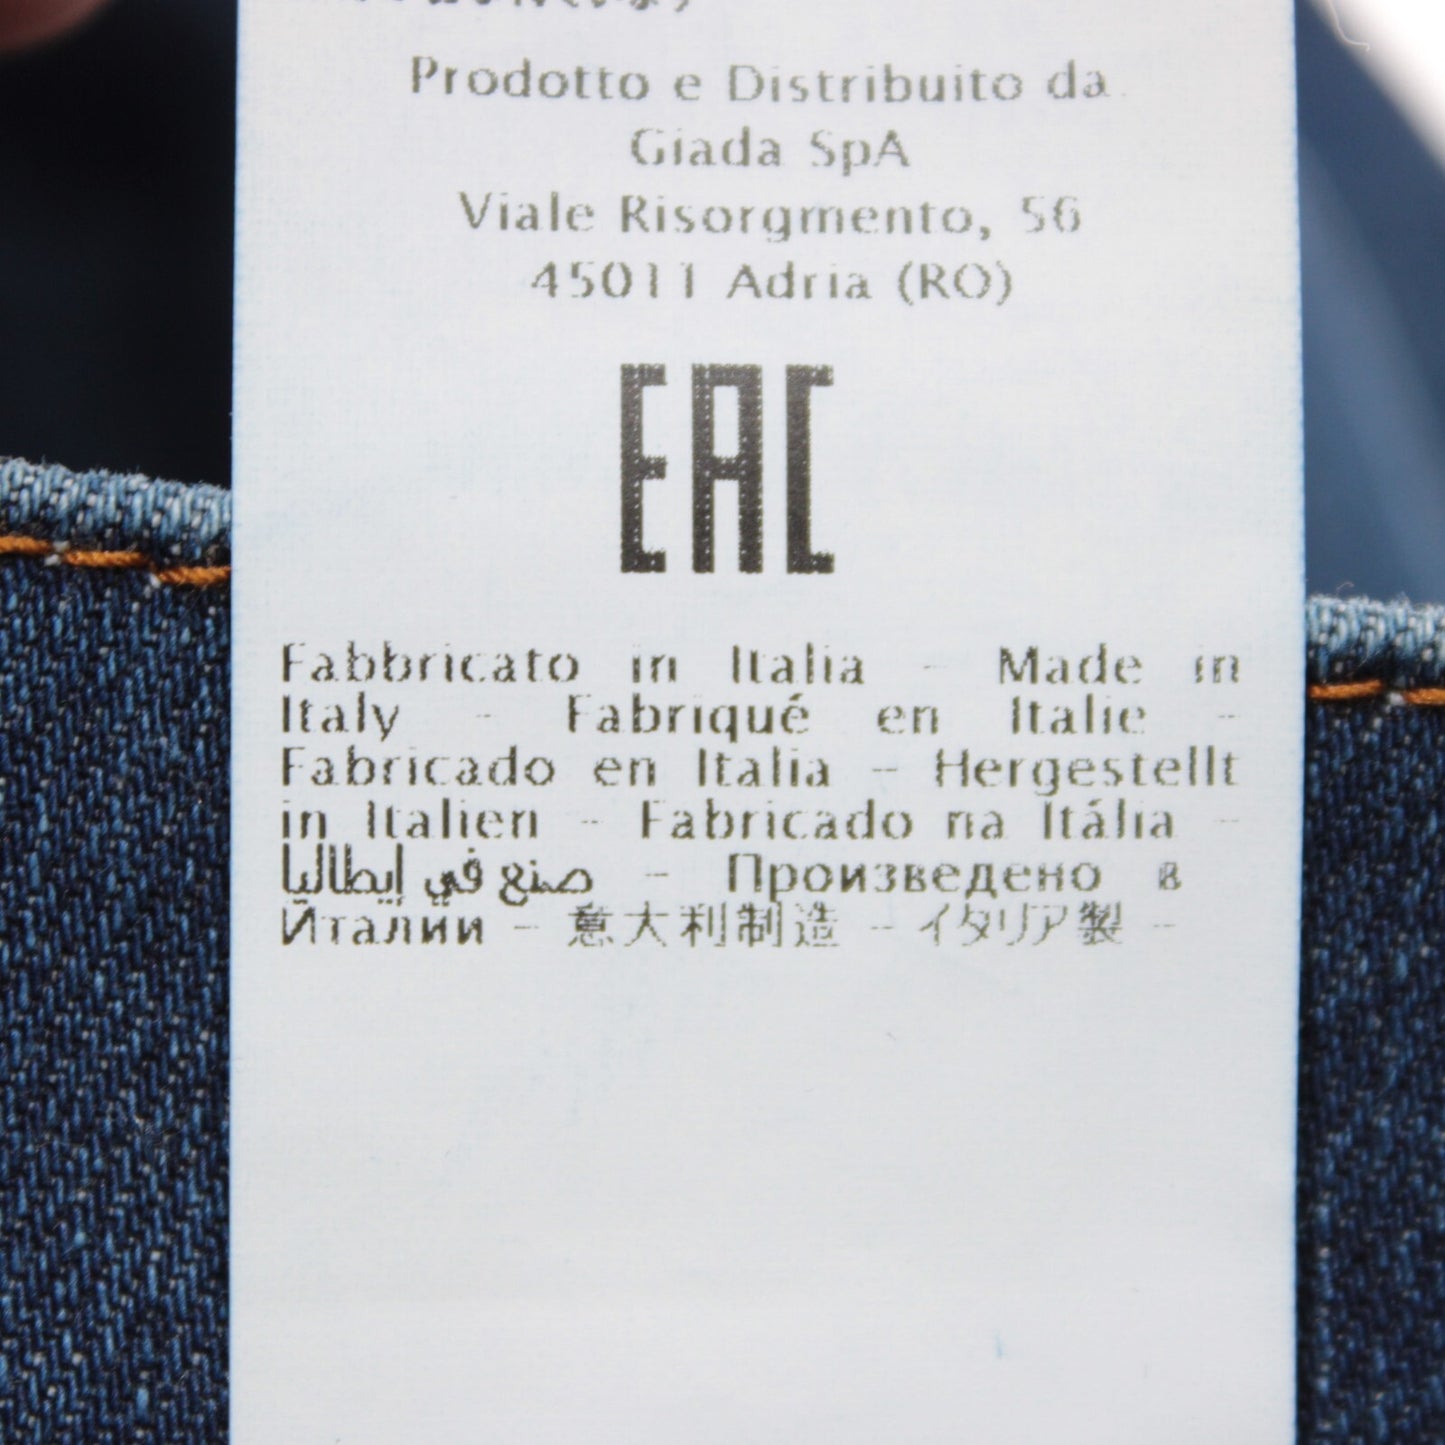 Prodotto e Distribuito da
Giada SpA
Viale Risorgmento, 56
45011 Adria (RO)
EAC
Fabbricato in Italia - Made in
Italy - Fabriqué en Italie -
Fabricado en Italia - Hergestellt
in Italien - Fabricado na Itália -
صنع في إيطاليا - Произведено в
Италии - 意大利制造 - イタリア製 -